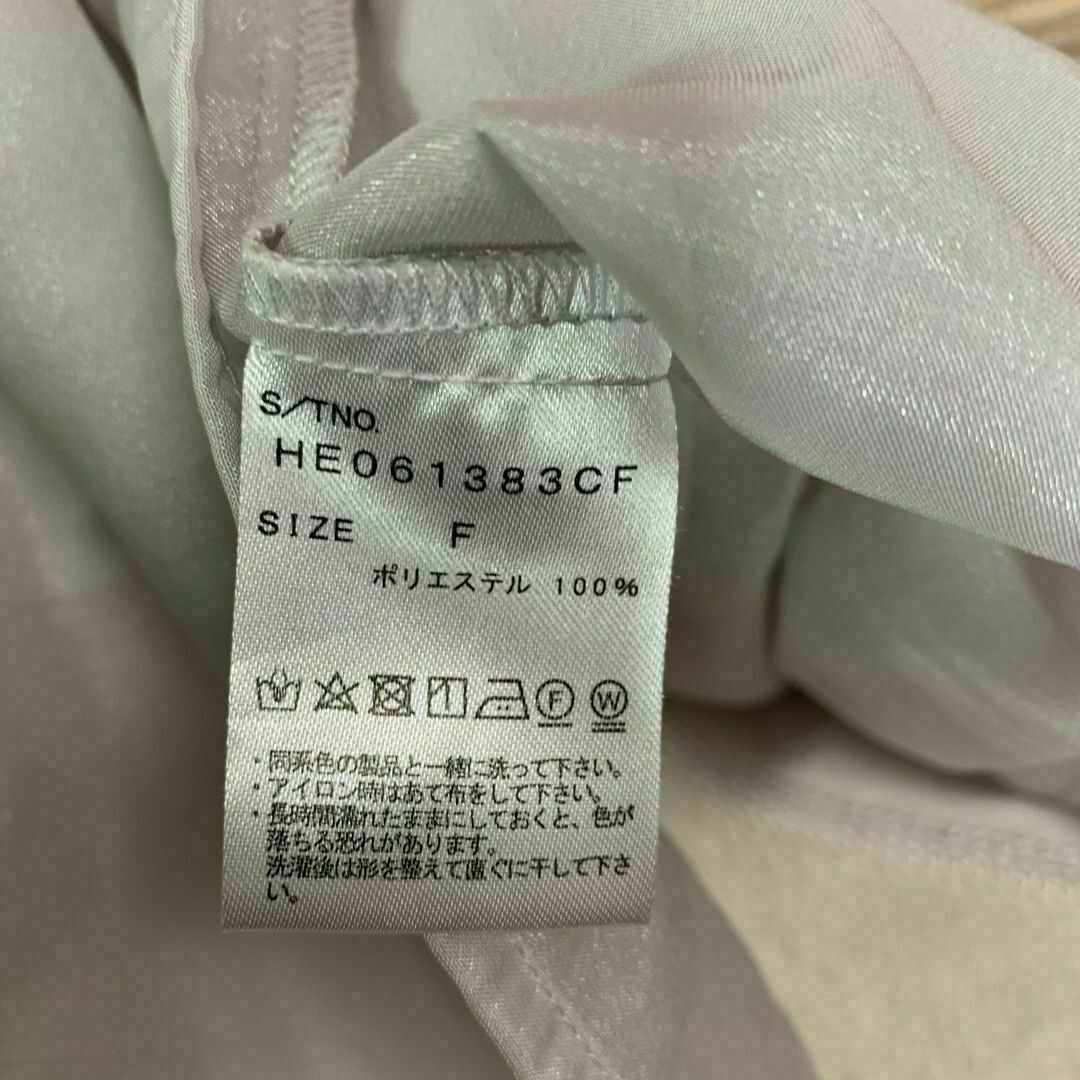 S/TNO.
HE061383CF
SIZE F
ポリエステル 100%
F W
・同系色の製品と一緒に洗って下さい。
・アイロン時はあて布をして下さい。
・長時間濡れたままにしておくと、色が
落ちる恐れがあります。
洗濯後は形を整えて直ぐに干して下さ
い。